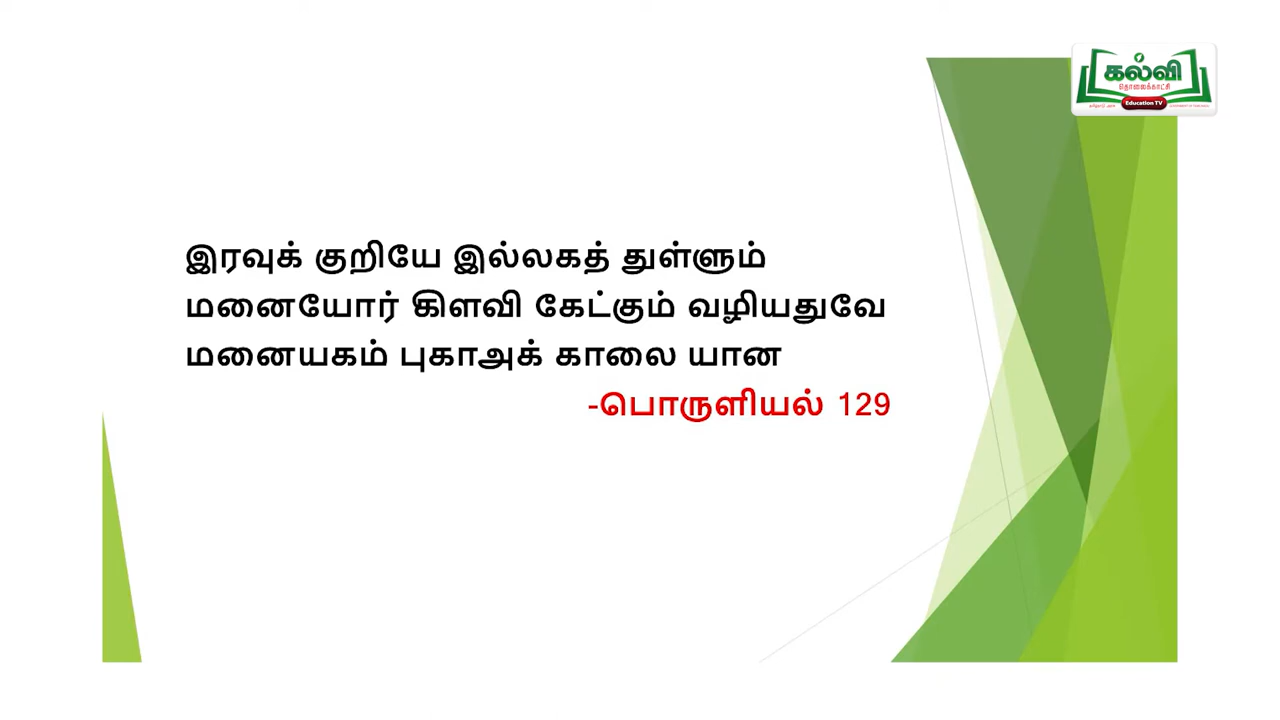 கல்வி
தொலைக்காட்சி
Education TV
இரவுக் குறியே இல்லகத் துள்ளும்
மனையோர் கிளவி கேட்கும் வழியதுவே
மனையகம் புகாஅக் காலை யான
-பொருளியல் 129